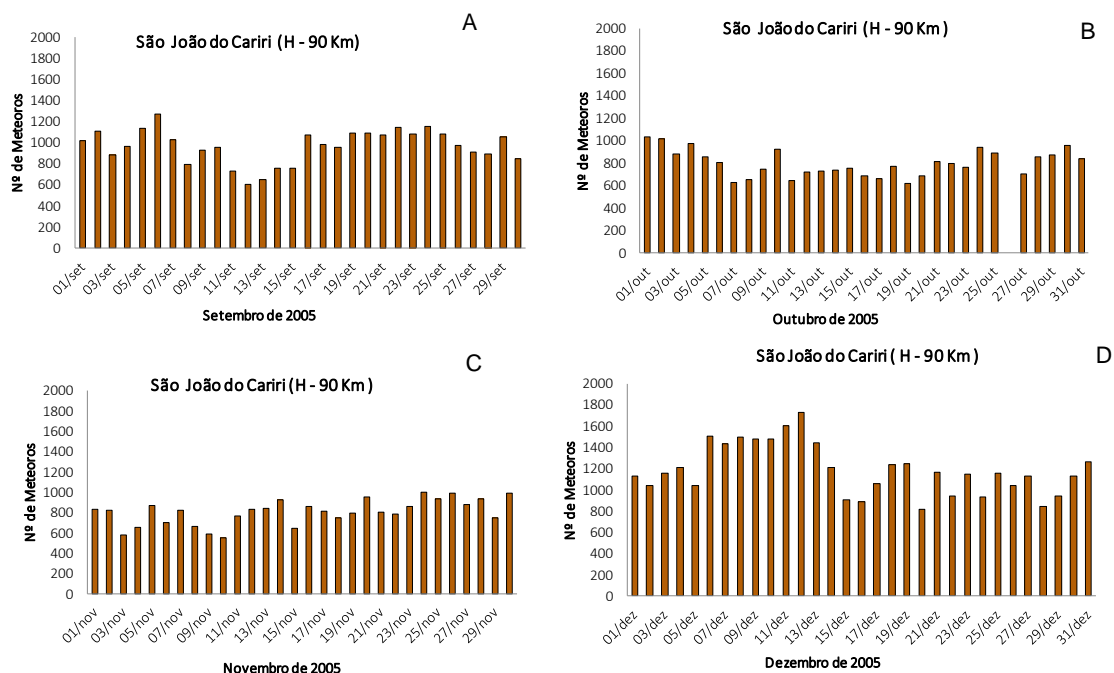 A
São João do Cariri (H - 90 Km)
Nº de Meteoros
2000
1800
1600
1400
1200
1000
800
600
400
200
0
01/set
03/set
05/set
07/set
09/set
11/set
13/set
15/set
17/set
19/set
21/set
23/set
25/set
27/set
29/set
Setembro de 2005
B
São João do Cariri (H - 90 Km )
Nº de Meteoros
2000
1800
1600
1400
1200
1000
800
600
400
200
0
01/out
03/out
05/out
07/out
09/out
11/out
13/out
15/out
17/out
19/out
21/out
23/out
25/out
27/out
29/out
31/out
Outubro de 2005
C
São João do Cariri ( H - 90 Km )
Nº de Meteoros
2000
1800
1600
1400
1200
1000
800
600
400
200
0
01/nov
03/nov
05/nov
07/nov
09/nov
11/nov
13/nov
15/nov
17/nov
19/nov
21/nov
23/nov
25/nov
27/nov
29/nov
Novembro de 2005
D
São João do Cariri ( H - 90 Km )
Nº de Meteoros
2000
1800
1600
1400
1200
1000
800
600
400
200
0
01/dez
03/dez
05/dez
07/dez
09/dez
11/dez
13/dez
15/dez
17/dez
19/dez
21/dez
23/dez
25/dez
27/dez
29/dez
31/dez
Dezembro de 2005